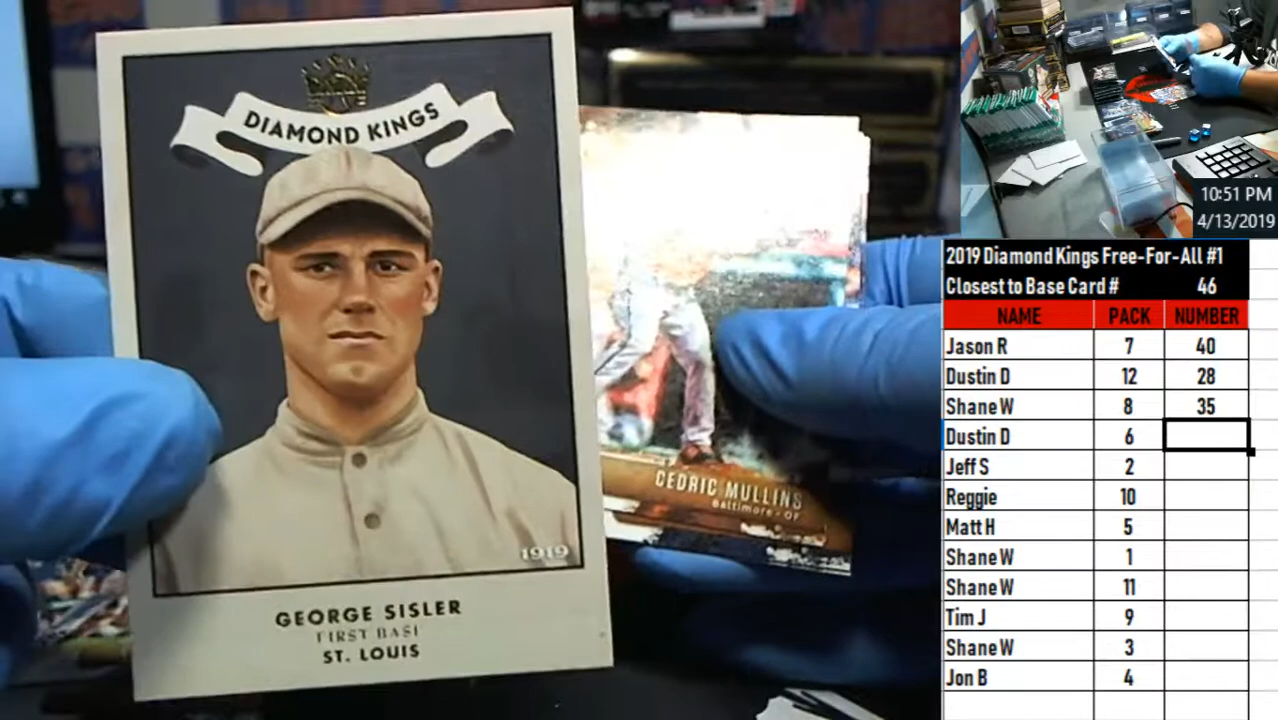 DIAMOND KINGS
1919
GEORGE SISLER
FIRST BASE
ST. LOUIS
CEDRIC MULLINS
Baltimore - OF
10:51 PM
4/13/2019
2019 Diamond Kings Free-For-All #1
Closest to Base Card # 46
NAME PACK NUMBER
Jason R 7 40
Dustin D 12 28
Shane W 8 35
Dustin D 6
Jeff S 2
Reggie 10
Matt H 5
Shane W 1
Shane W 11
Tim J 9
Shane W 3
Jon B 4